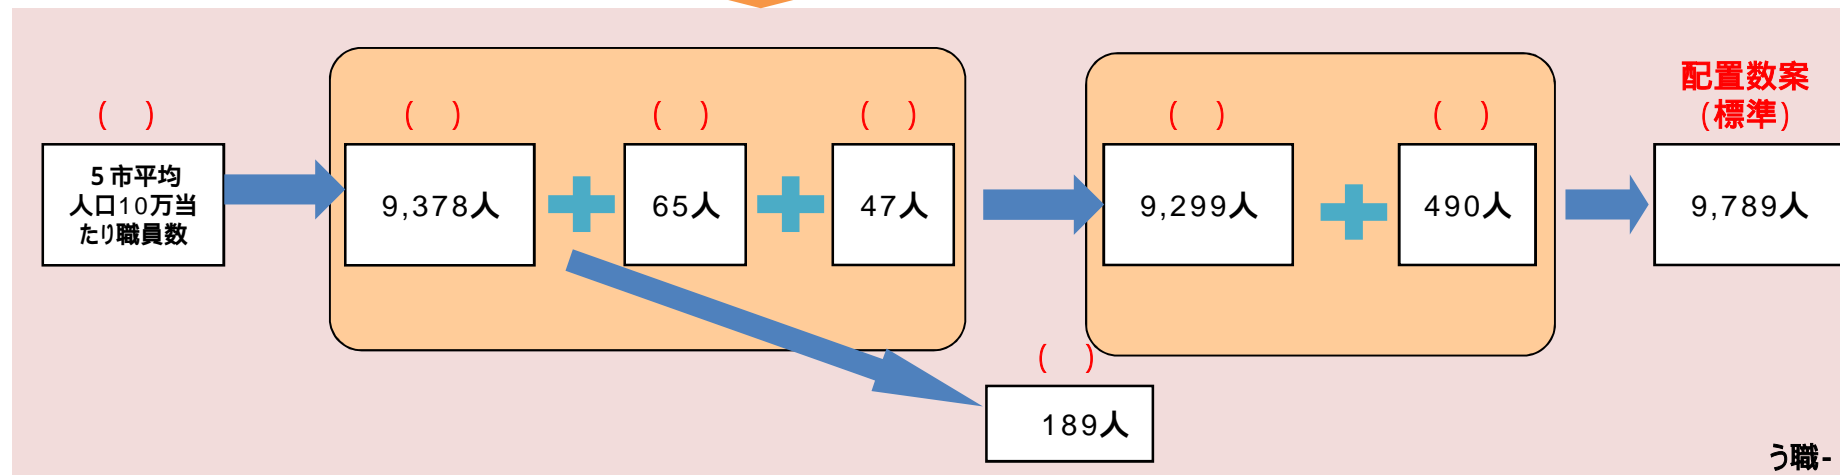 配置数案
(標準)
( ) ( ) ( ) ( ) ( ) ( )
5市平均
人口10万当
たり職員数
9,378人
65人
47人
9,299人
490人
9,789人
( )
189人
う職-